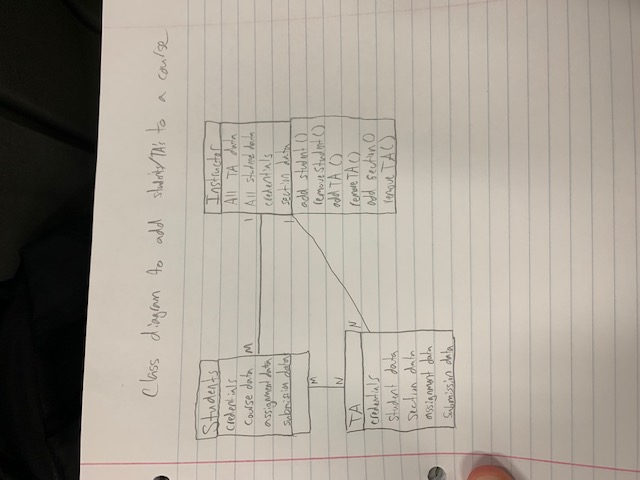 Class diagram to add students/TA's to a course
Students
credentials
course data
assignment data
submission data
M
1
Instructor
All TA data
All student data
credentials
section data
add student ()
remove student ()
add TA ()
remove TA ()
add section ()
remove TA ()
1
M
N
N
TA
credentials
student data
section data
assignment data
submission data